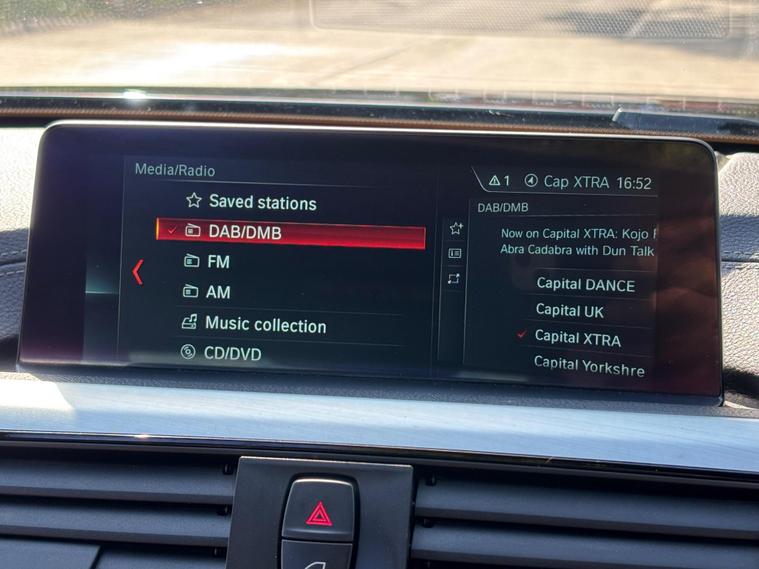 Media/Radio
1 Cap XTRA 16:52
Saved stations
DAB/DMB
FM
AM
Music collection
CD/DVD
DAB/DMB
Now on Capital XTRA: Kojo
Abra Cadabra with Dun Talk
Capital DANCE
Capital UK
Capital XTRA
Capital Yorkshre